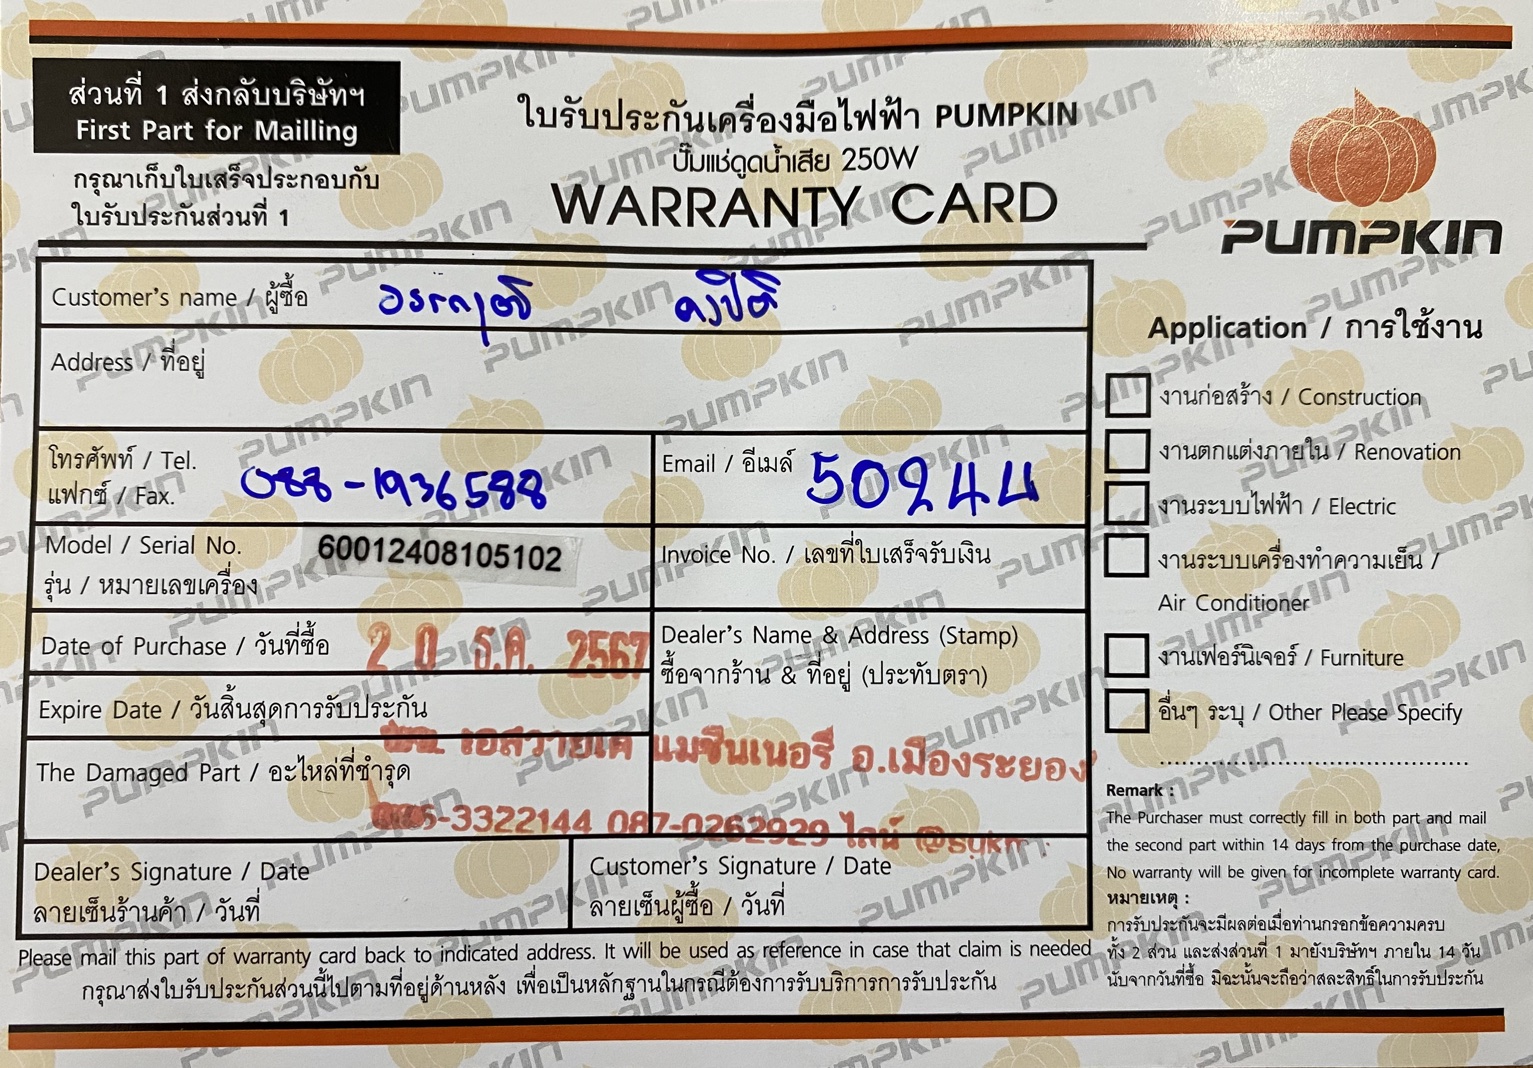 ส่วนที่ 1 ส่งกลับบริษัทฯ
First Part for Mailling
กรุณาเก็บใบเสร็จประกอบกับ
ใบรับประกันส่วนที่ 1
ใบรับประกันเครื่องมือไฟฟ้า PUMPKIN
ปั๊มแช่ดูดน้ำเสีย 250W
WARRANTY CARD
PUMPKIN
Customer's name / ผู้ซื้อ
Address / ที่อยู่
โทรศัพท์ / Tel.
แฟกซ์ / Fax.
088-1936588
Email / อีเมล์ 50244
Model / Serial No. 60012408105102
รุ่น / หมายเลขเครื่อง
Invoice No. / เลขที่ใบเสร็จรับเงิน
Date of Purchase / วันที่ซื้อ 20 ธ.ค. 2567
Dealer's Name & Address (Stamp)
ซื้อจากร้าน & ที่อยู่ (ประทับตรา)
Expire Date / วันสิ้นสุดการรับประกัน
เอสวายเค แมชินเนอรี อ.เมืองระยอง
The Damaged Part / อะไหล่ที่ชำรุด
-3322144 087-0262929 ไลน์ @sykm
Dealer's Signature / Date
ลายเซ็นร้านค้า / วันที่
Customer's Signature / Date
ลายเซ็นผู้ซื้อ / วันที่
Please mail this part of warranty card back to indicated address. It will be used as reference in case that claim is needed
กรุณาส่งใบรับประกันส่วนนี้ไปตามที่อยู่ด้านหลัง เพื่อเป็นหลักฐานในกรณีต้องการรับบริการการรับประกัน
Application / การใช้งาน
งานก่อสร้าง / Construction
งานตกแต่งภายใน / Renovation
งานระบบไฟฟ้า / Electric
งานระบบเครื่องทำความเย็น /
Air Conditioner
งานเฟอร์นิเจอร์ / Furniture
อื่นๆ ระบุ / Other Please Specify
Remark :
The Purchaser must correctly fill in both part and mail
the second part within 14 days from the purchase date,
No warranty will be given for incomplete warranty card.
หมายเหตุ :
การรับประกันจะมีผลต่อเมื่อท่านกรอกข้อความครบ
ทั้ง 2 ส่วน และส่งส่วนที่ 1 มายังบริษัทฯ ภายใน 14 วัน
นับจากวันที่ซื้อ มิฉะนั้นจะถือว่าสละสิทธิ์ในการรับประกัน